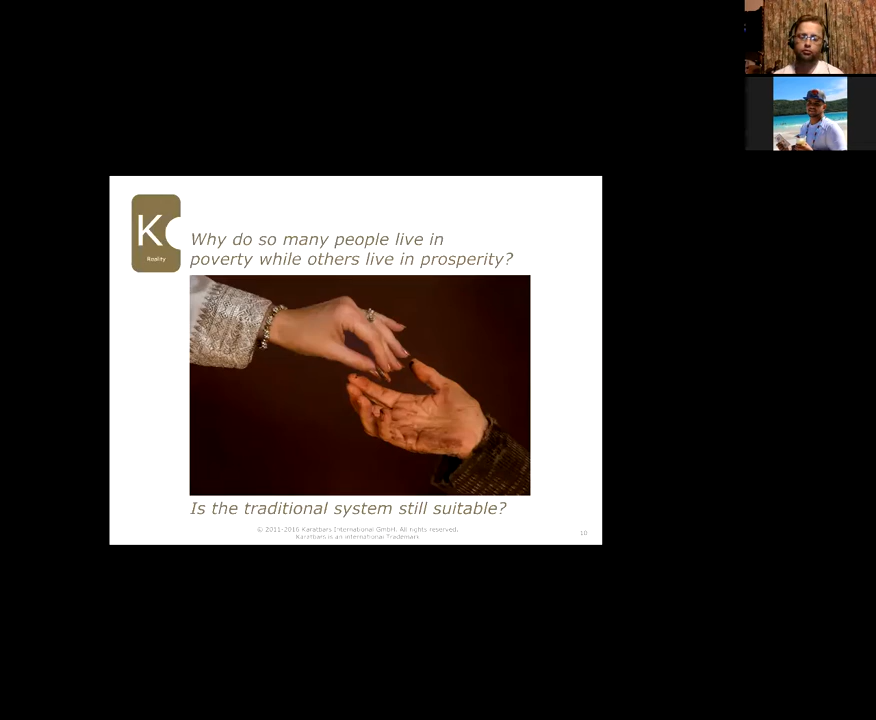 K
Reality
Why do so many people live in
poverty while others live in prosperity?
Is the traditional system still suitable?
© 2011-2016 Karatbars International GmbH. All rights reserved.
Karatbars is an international Trademark
10